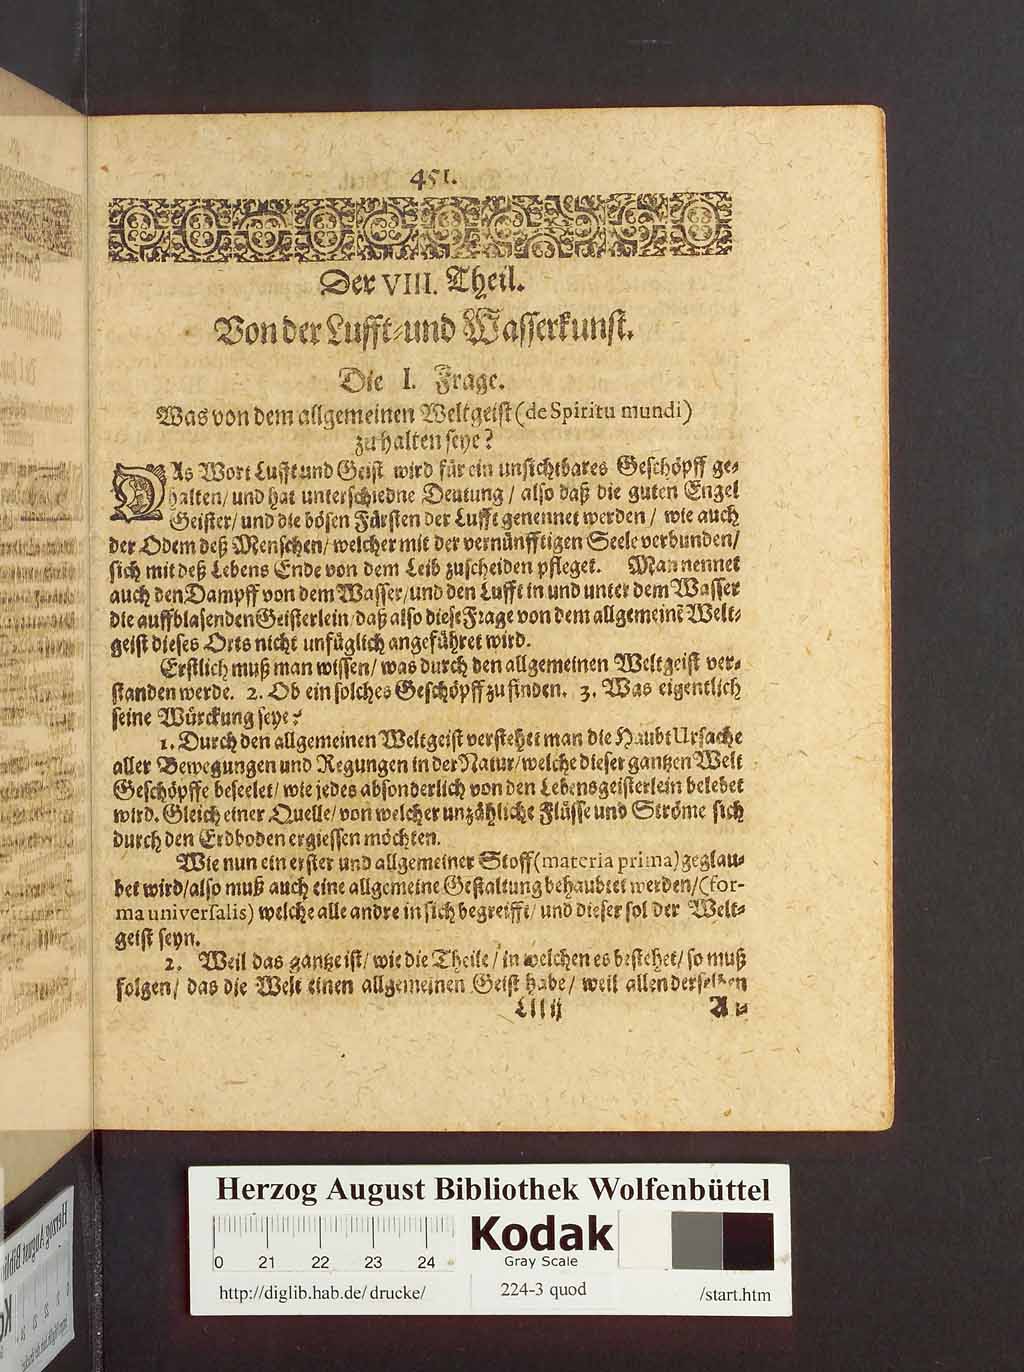 451.
Der VIII. Theil.
Von der Lufft- und Wasserkunst.
Die I. Frage.
Was von dem allgemeinen Weltgeist (de Spiritu mundi)
zu halten seye?
DAs Wort Lufft und Geist wird für ein unsichtbares Geschöpff ge-
halten/ und hat unterschiedne Deutung/ also daß die guten Engel
Geister/ und die bösen Fürsten der Lufft genennet werden/ wie auch
der Odem deß Menschen/ welcher mit der vernünfftigen Seele verbunden/
sich mit deß Lebens Ende von dem Leib zuscheiden pfleget. Man nennet
auch den Dampff von dem Wasser/ und den Lufft in und unter dem Wasser
die auffblasenden Geisterlein/ daß also diese Frage von dem allgemeinẽ Welt-
geist dieses Orts nicht unfüglich angeführet wird.
Erstlich muß man wissen/ was durch den allgemeinen Weltgeist ver-
standen werde. 2. Ob ein solches Geschöpff zu finden. 3. Was eigentlich
seine Würckung seye?
1. Durch den allgemeinen Weltgeist verstehet man die HaubtUrsache
aller Bewegungen und Regungen in der Natur/ welche dieser gantzen Welt
Geschöpffe beseelet/ wie jedes absonderlich von den Lebensgeisterlein belebet
wird. Gleich einer Quelle/ von welcher unzähliche Flüsse und Ströme sich
durch den Erdboden ergiessen möchten.
Wie nun ein erster und allgemeiner Stoff (materia prima) geglau-
bet wird/ also muß auch eine allgemeine Gestaltung behaubtet werden/ (for-
ma universalis) welche alle andre in sich begreifft/ und dieser sol der Welt-
geist seyn.
2. Weil das gantze ist/ wie die Theile/ in welchen es bestehet/ so muß
folgen/ das die Welt einen allgemeinen Geist habe/ weil allen derselben
Lll ij
Herzog August Bibliothek Wolfenbüttel
0 21 22 23 24
Kodak
Gray Scale
http://diglib.hab.de/ drucke/
224-3 quod
/start.htm